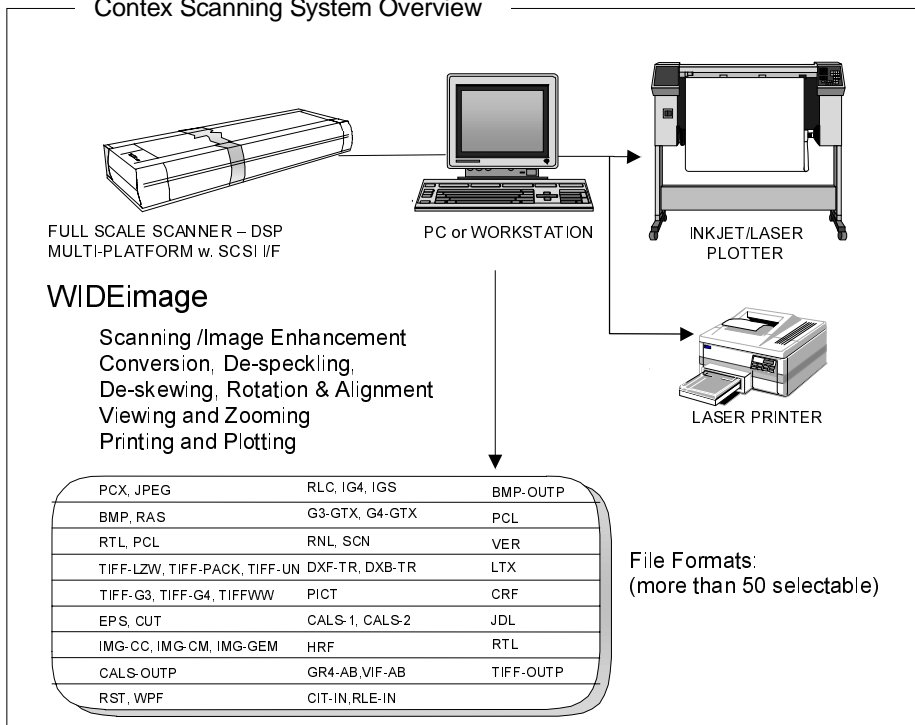 Contex Scanning System Overview
FULL SCALE SCANNER – DSP
MULTI-PLATFORM w. SCSI I/F
PC or WORKSTATION
INKJET/LASER
PLOTTER
LASER PRINTER
WIDEimage
Scanning /Image Enhancement
Conversion, De-speckling,
De-skewing, Rotation & Alignment
Viewing and Zooming
Printing and Plotting
PCX, JPEG RLC, IG4, IGS BMP-OUTP
BMP, RAS G3-GTX, G4-GTX PCL
RTL, PCL RNL, SCN VER
TIFF-LZW, TIFF-PACK, TIFF-UN DXF-TR, DXB-TR LTX
TIFF-G3, TIFF-G4, TIFFWW PICT CRF
EPS, CUT CALS-1, CALS-2 JDL
IMG-CC, IMG-CM, IMG-GEM HRF RTL
CALS-OUTP GR4-AB,VIF-AB TIFF-OUTP
RST, WPF CIT-IN,RLE-IN
File Formats:
(more than 50 selectable)